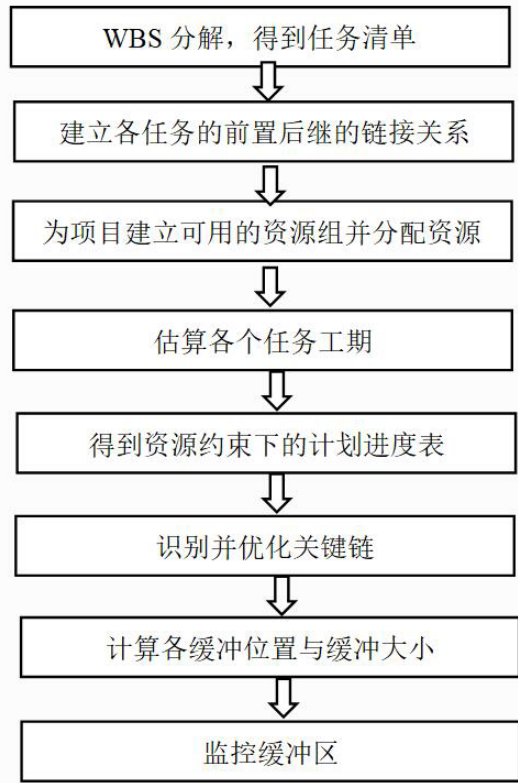 WBS 分解，得到任务清单
建立各任务的前置后继的链接关系
为项目建立可用的资源组并分配资源
估算各个任务工期
得到资源约束下的计划进度表
识别并优化关键链
计算各缓冲位置与缓冲大小
监控缓冲区